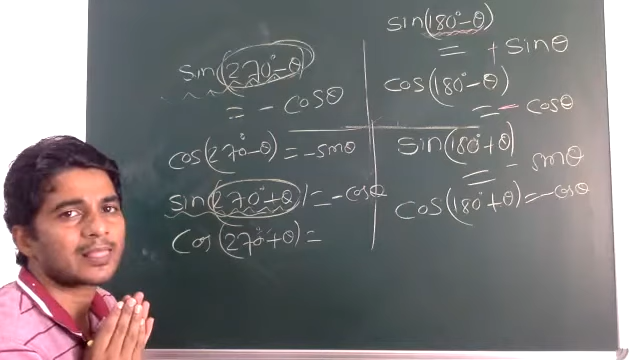 sin(270°-θ)
= - cosθ
cos(270°-θ) = -sinθ
sin(270°+θ) = -cosθ
Cos(270°+θ) =
sin(180°-θ)
= + sinθ
cos(180°-θ)
= - cosθ
sin(180°+θ)
= - sinθ
cos(180°+θ) = -cosθ